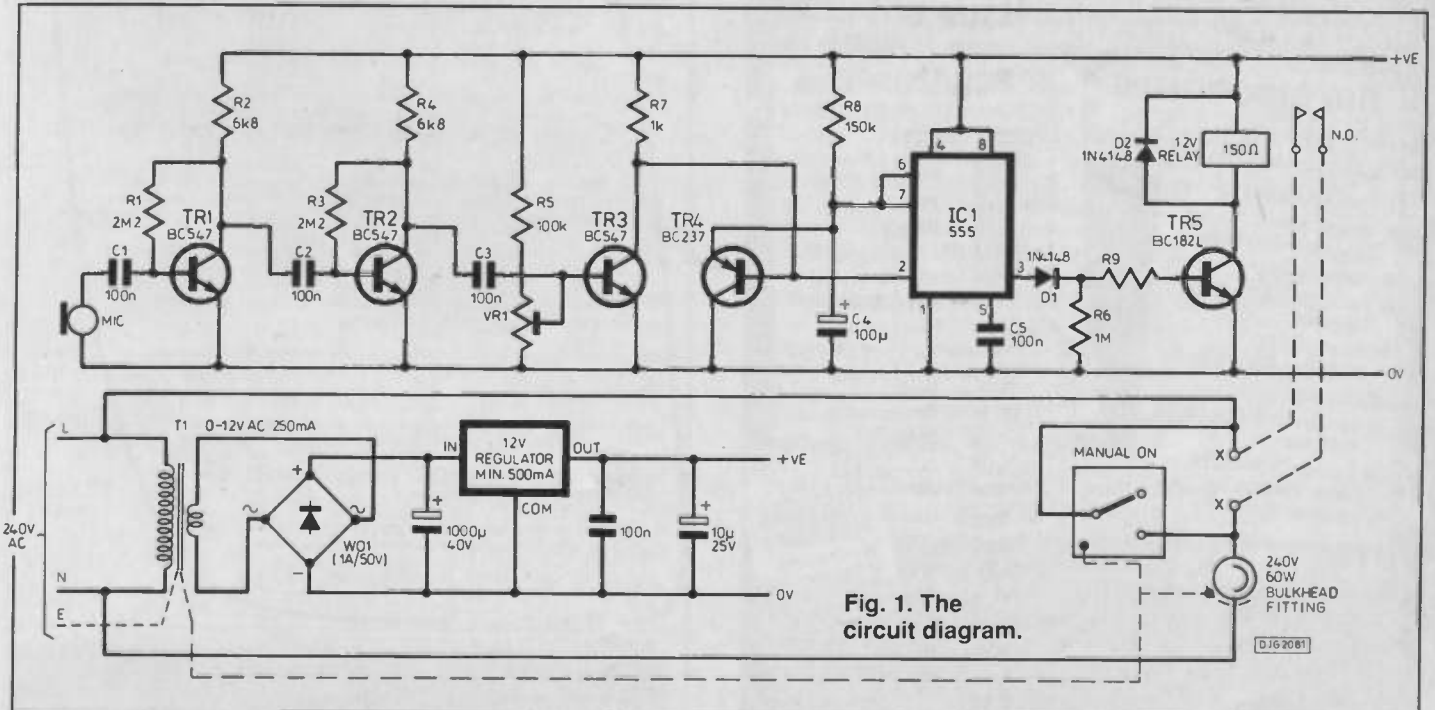 +VE
R2
6k8
R4
6k8
R7
1k
R8
150k
4
8
D2
1N4148
12V
RELAY
150Ω
N.O.
R1
2M2
TR1
BC547
R3
2M2
TR2
BC547
R5
100k
TR3
BC547
TR4
BC237
6
7
IC1
555
TR5
BC182L
C1
100n
C2
100n
C3
100n
2
3
1N4148
D1
R9
MIC
VR1
+
C4
100µ
1
5
C5
100n
R6
1M
0V
L
T1
0-12V AC 250mA
IN
12V
REGULATOR
MIN. 500mA
OUT
+VE
COM
MANUAL ON
X
X
240V
AC
+
~
~
W01
(1A/50V)
-
+
1000µ
40V
100n
+
10µ
25V
N
E
0V
240V
60W
BULKHEAD
FITTING
Fig. 1. The
circuit diagram.
DJG2081